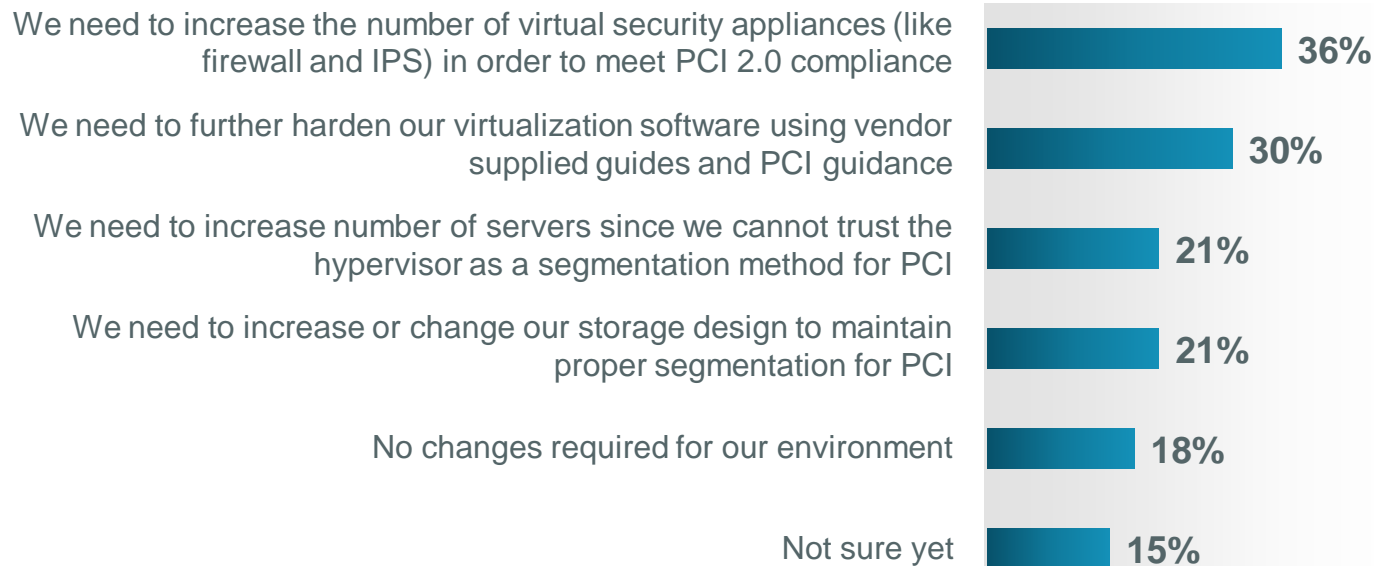 We need to increase the number of virtual security appliances (like
firewall and IPS) in order to meet PCI 2.0 compliance
36%
We need to further harden our virtualization software using vendor
supplied guides and PCI guidance
30%
We need to increase number of servers since we cannot trust the
hypervisor as a segmentation method for PCI
21%
We need to increase or change our storage design to maintain
proper segmentation for PCI
21%
No changes required for our environment
18%
Not sure yet
15%